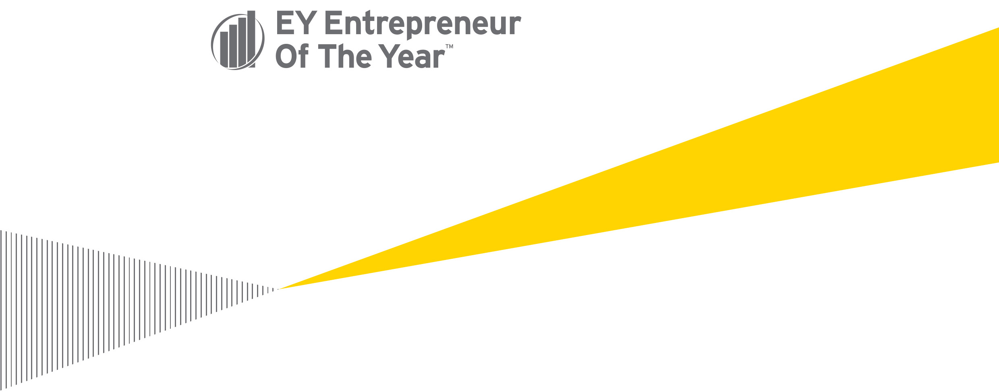 EY Entrepreneur
Of The Year™